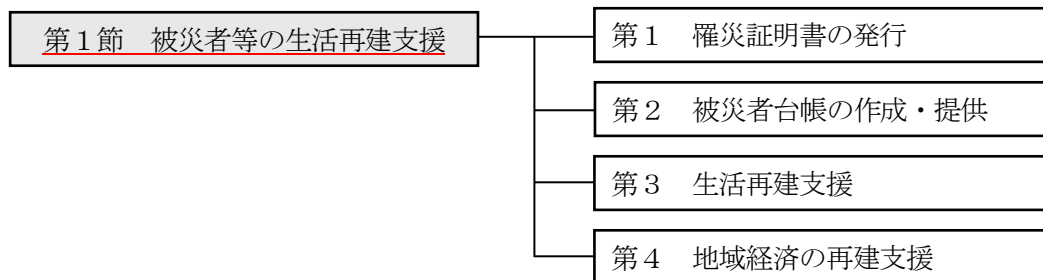 第１節　被災者等の生活再建支援
第１　罹災証明書の発行
第２　被災者台帳の作成・提供
第３　生活再建支援
第４　地域経済の再建支援